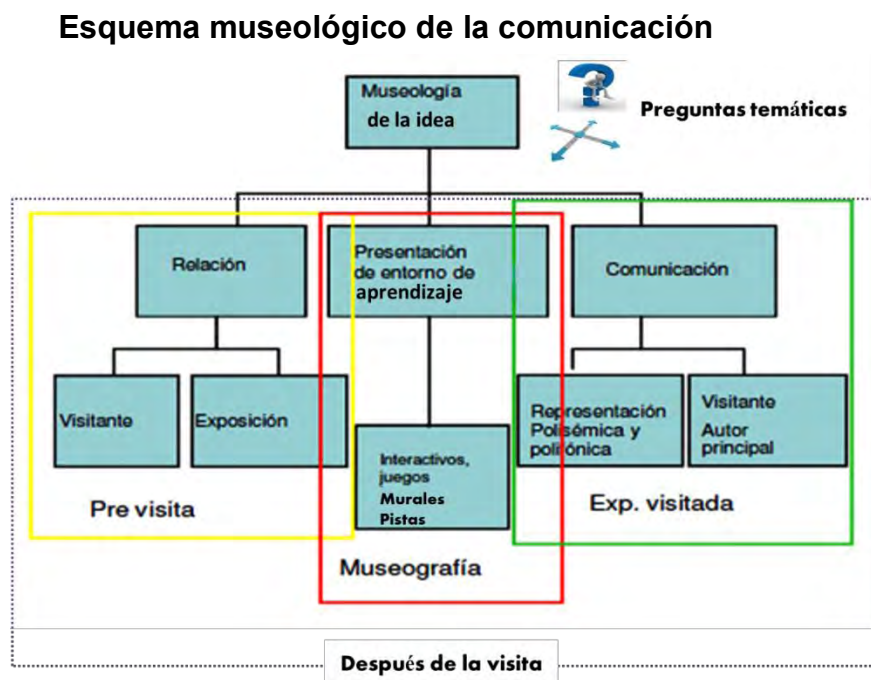 Esquema museológico de la comunicación
Museología
de la idea
Preguntas temáticas
Relación
Presentación
de entorno de
aprendizaje
Comunicación
Visitante
Exposición
Interactivos,
juegos
Murales
Pistas
Representación
Polisémica y
polifónica
Visitante
Autor
principal
Pre visita
Museografía
Exp. visitada
Después de la visita